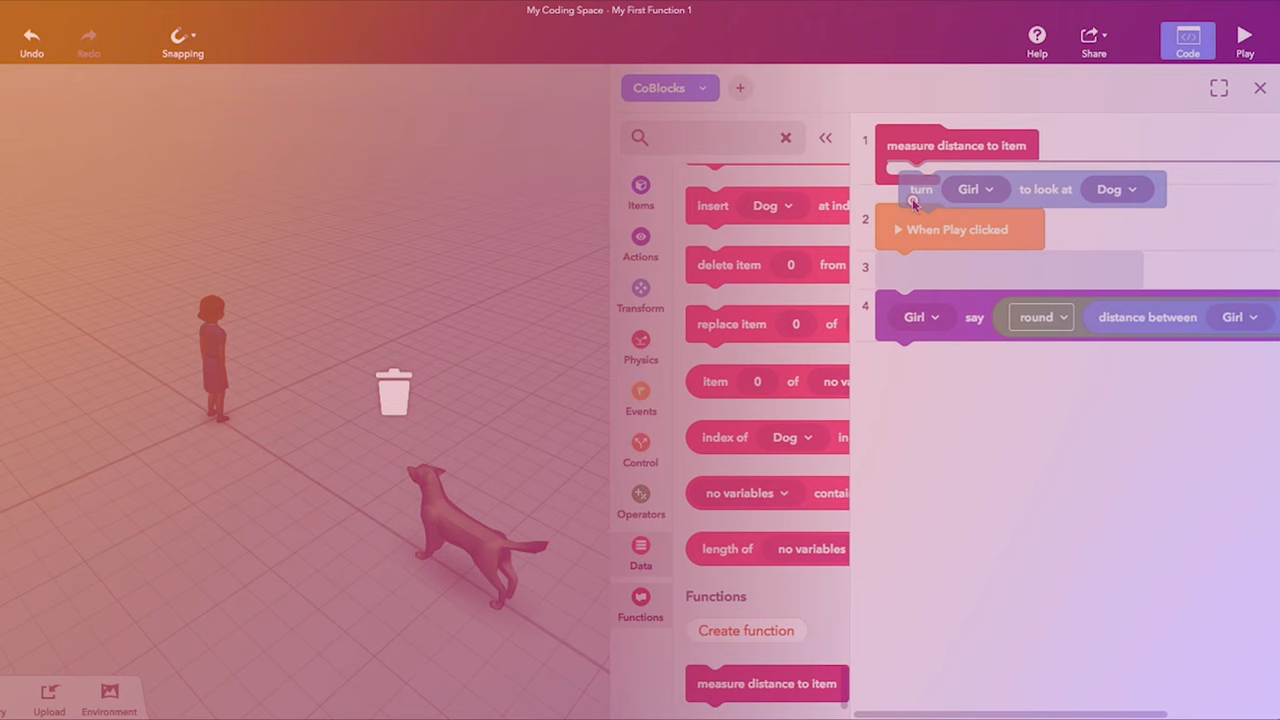 My Coding Space - My First Function 1
Undo
Redo
Snapping
Help
Share
Code
Play
CoBlocks
Items
Actions
Transform
Physics
Events
Control
Operators
Data
Functions
insert Dog at ind
delete item 0 from
replace item 0 of
item 0 of no va
index of Dog in
no variables contai
length of no variables
Functions
Create function
measure distance to item
1
measure distance to item
turn Girl to look at Dog
2
When Play clicked
3
4
Girl say round distance between Girl
ry
Upload
Environment